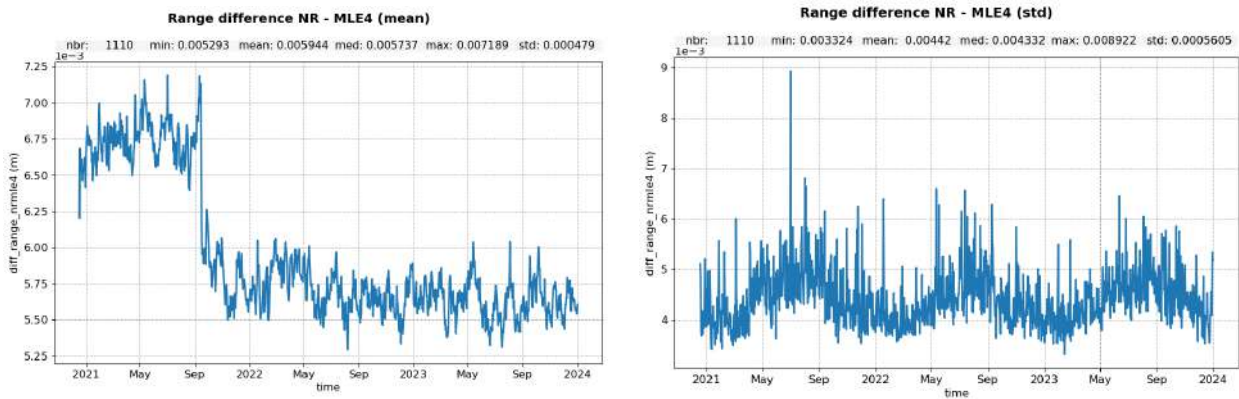 Range difference NR - MLE4 (mean)
nbr: 1110 min: 0.005293 mean: 0.005944 med: 0.005737 max: 0.007189 std: 0.000479
1e−3
7.25
7.00
6.75
6.50
6.25
6.00
5.75
5.50
5.25
diff_range_nrmle4 (m)
2021 May Sep 2022 May Sep 2023 May Sep 2024
time
Range difference NR - MLE4 (std)
nbr: 1110 min: 0.003324 mean: 0.00442 med: 0.004332 max: 0.008922 std: 0.0005605
1e−3
9
8
7
6
5
4
diff_range_nrmle4 (m)
2021 May Sep 2022 May Sep 2023 May Sep 2024
time